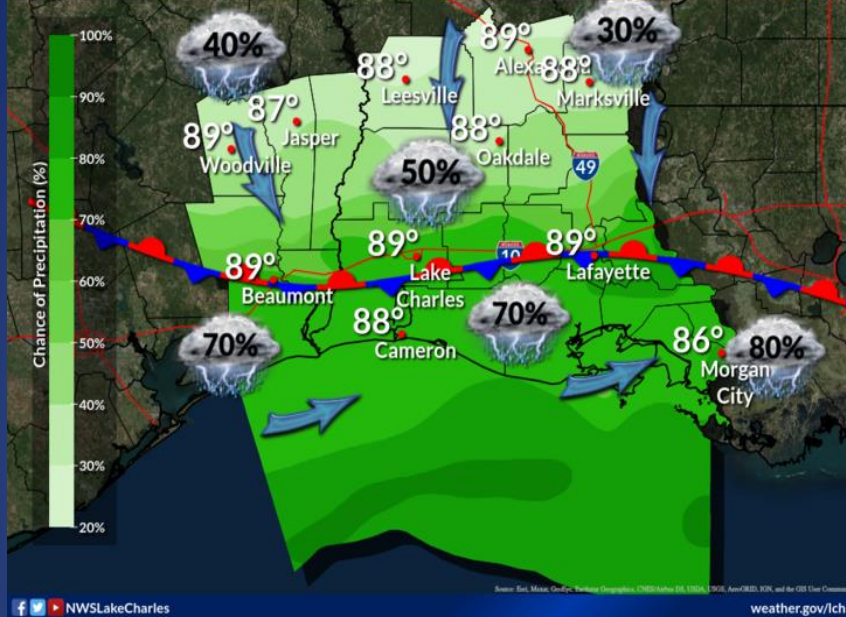 Chance of Precipitation (%)
100%
90%
80%
70%
60%
50%
40%
30%
20%
40%
30%
89°
88°
Leesville
88°
Marksville
87°
Jasper
89°
Woodville
88°
Oakdale
49
50%
89°
Beaumont
89°
Lake
Charles
10
89°
Lafayette
88°
Cameron
70%
70%
86°
Morgan
City
80%
NWSLakeCharles
weather.gov/lch